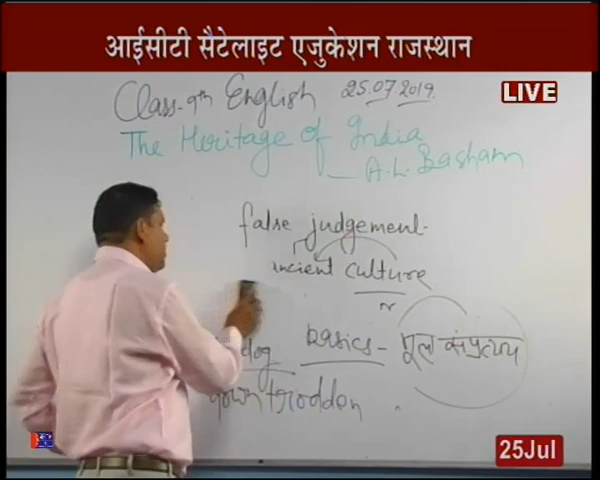 आईसीटी सैटेलाइट एजुकेशन राजस्थान
LIVE
Class-9th English 25.07.2019
The Heritage of India
- A.L. Basham
false judgement.
ancient culture
basics - मूल संप्रत्यय
dog
down trodden
25Jul